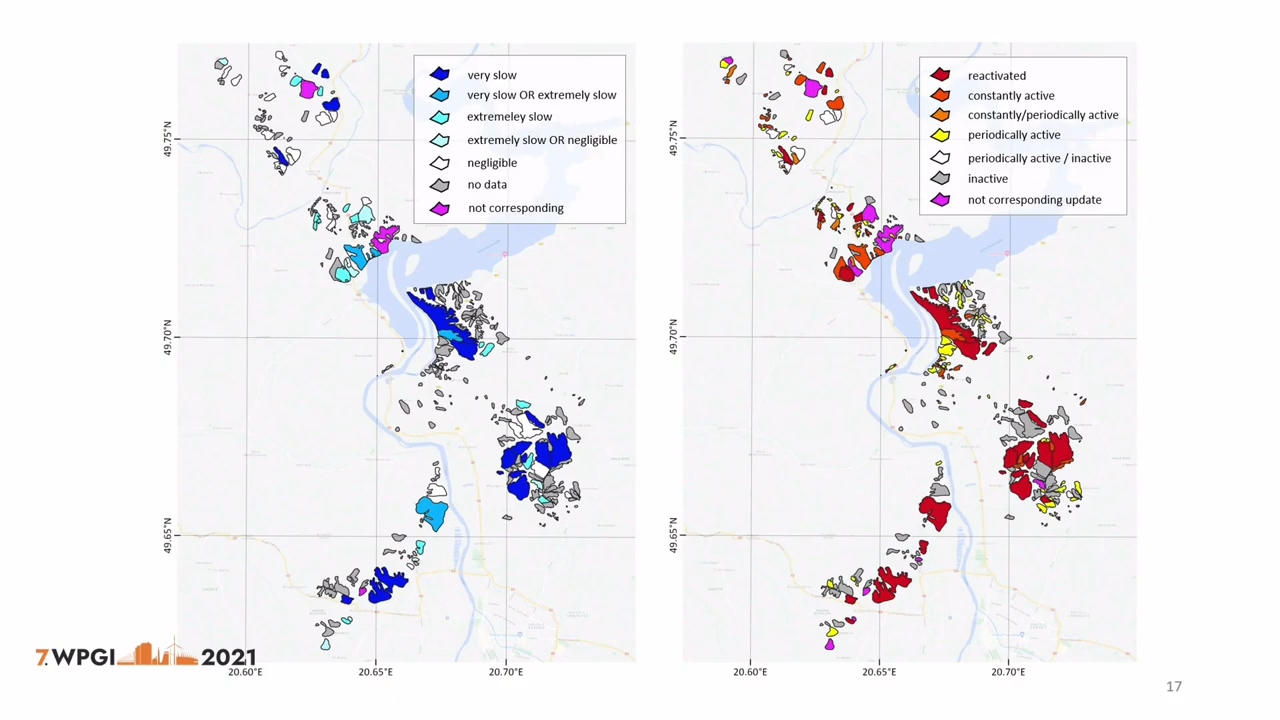 very slow
very slow OR extremely slow
extremeley slow
extremely slow OR negligible
negligible
no data
not corresponding
49.75°N
49.70°N
49.65°N
20.60°E
20.65°E
20.70°E
reactivated
constantly active
constantly/periodically active
periodically active
periodically active / inactive
inactive
not corresponding update
49.75°N
49.70°N
49.65°N
20.60°E
20.65°E
20.70°E
7. WPGI 2021
17